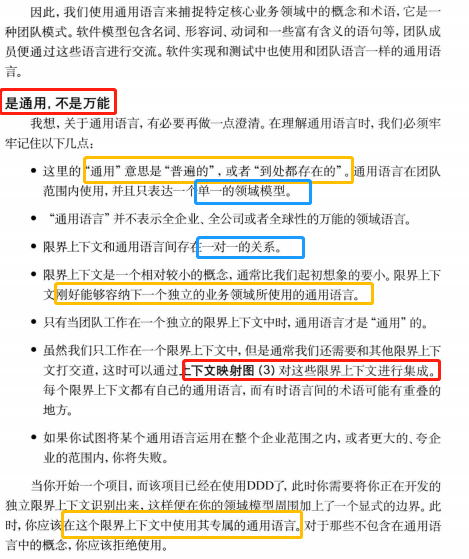 因此，我们使用通用语言来捕捉特定核心业务领域中的概念和术语，它是一
种团队模式。软件模型包含名词、形容词、动词和一些富有含义的语句等，团队成
员便通过这些语言进行交流。软件实现和测试中也使用和团队语言一样的通用语
言。
是通用，不是万能
我想，关于通用语言，有必要再做一点澄清。在理解通用语言时，我们必须牢
牢记住以下几点：
• 这里的“通用”意思是“普遍的”，或者“到处都存在的”。通用语言在团队
范围内使用，并且只表达一个单一的领域模型。
• “通用语言”并不表示全企业、全公司或者全球性的万能的领域语言。
• 限界上下文和通用语言间存在一对一的关系。
• 限界上下文是一个相对较小的概念，通常比我们起初想象的要小。限界上下
文刚好能够容纳下一个独立的业务领域所使用的通用语言。
• 只有当团队工作在一个独立的限界上下文中时，通用语言才是“通用”的。
• 虽然我们只工作在一个限界上下文中，但是通常我们还需要和其他限界上下
文打交道，这时可以通过上下文映射图（3）对这些限界上下文进行集成。
每个限界上下文都有自己的通用语言，而有时语言间的术语可能有重叠的
地方。
• 如果你试图将某个通用语言运用在整个企业范围之内，或者更大的、夸企
业的范围内，你将失败。
当你开始一个项目，而该项目已经在使用DDD了，此时你需要将你正在开发的
独立限界上下文识别出来，这样便在你的领域模型周围加上了一个显式的边界。此
时，你应该在这个限界上下文中使用其专属的通用语言。对于那些不包含在通用语言
中的概念，你应该拒绝使用。